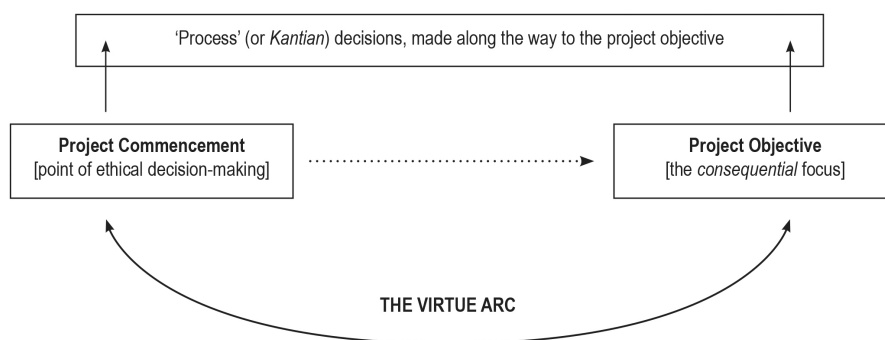 ‘Process’ (or Kantian) decisions, made along the way to the project objective
Project Commencement
[point of ethical decision-making]
Project Objective
[the consequential focus]
THE VIRTUE ARC